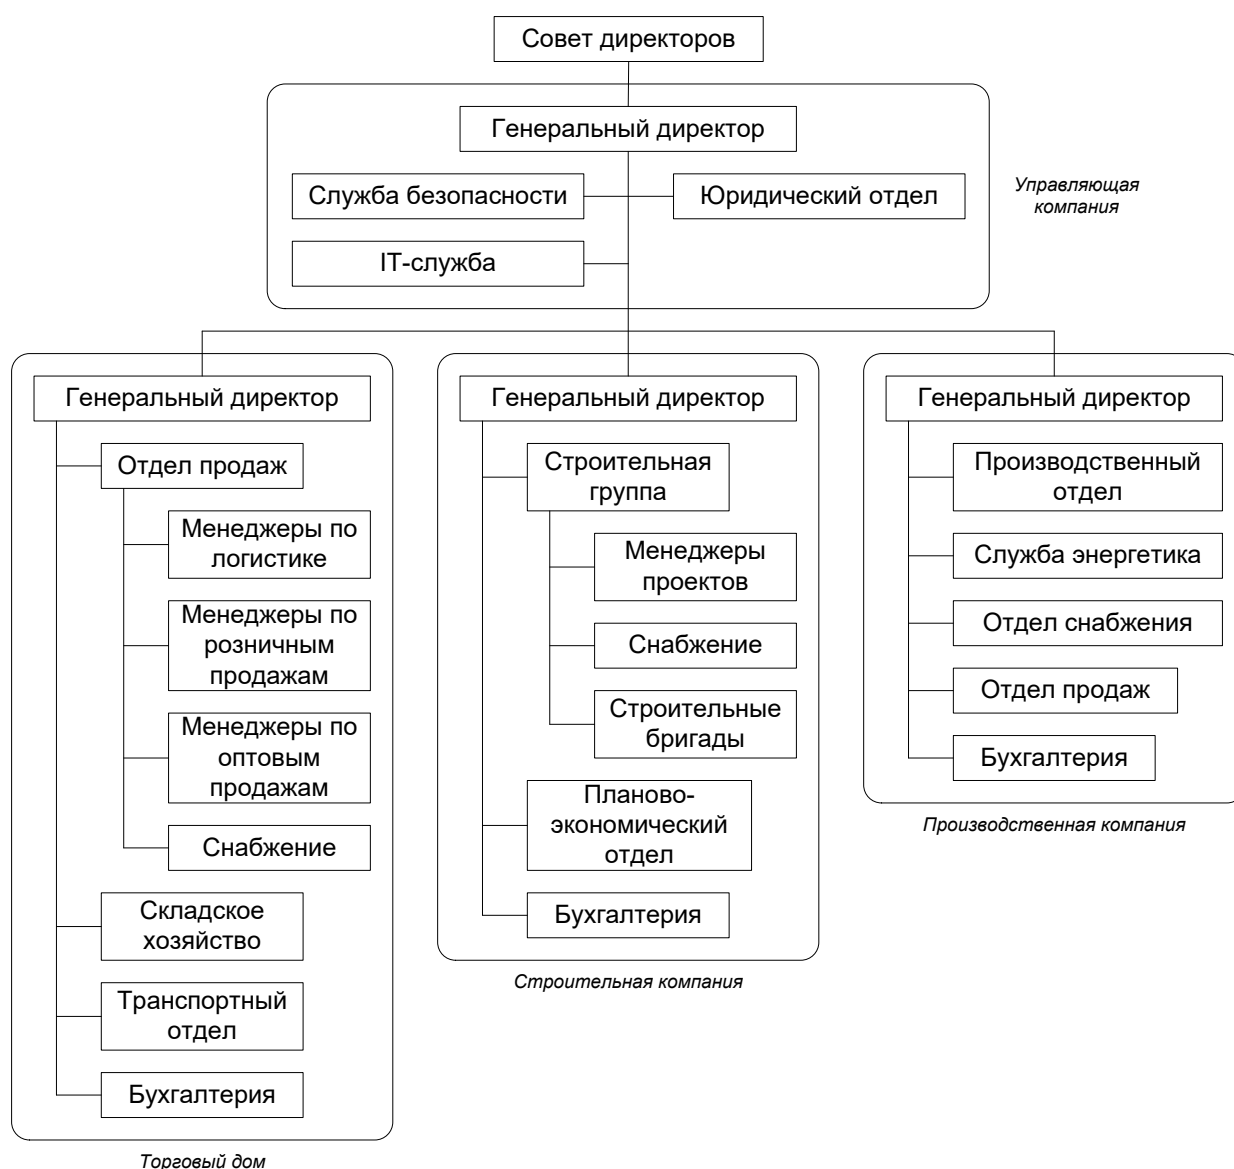 Совет директоров
Генеральный директор
Служба безопасности
Юридический отдел
IT-служба
Управляющая
компания
Генеральный директор
Отдел продаж
Менеджеры по
логистике
Менеджеры по
розничным
продажам
Менеджеры по
оптовым
продажам
Снабжение
Складское
хозяйство
Транспортный
отдел
Бухгалтерия
Торговый дом
Генеральный директор
Строительная
группа
Менеджеры
проектов
Снабжение
Строительные
бригады
Планово-
экономический
отдел
Бухгалтерия
Строительная компания
Генеральный директор
Производственный
отдел
Служба энергетика
Отдел снабжения
Отдел продаж
Бухгалтерия
Производственная компания